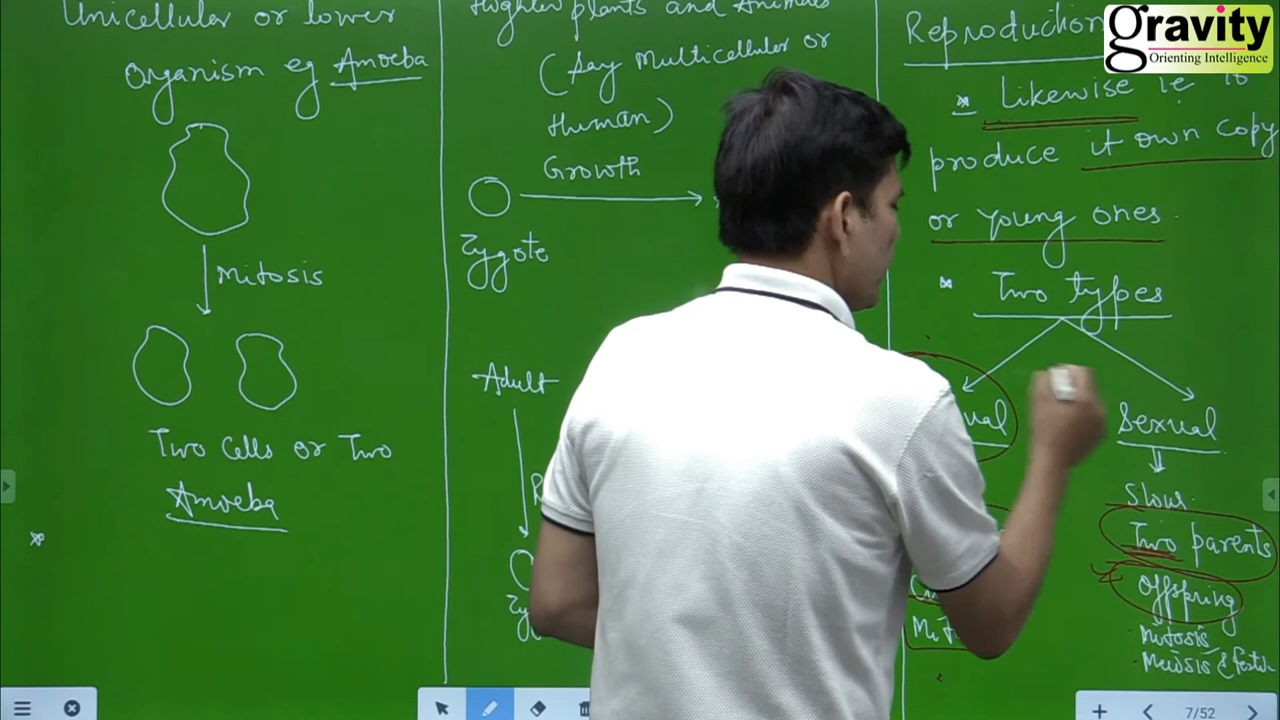 Unicellular or lower
Organism eg Amoeba
Mitosis
Two Cells or Two
Amoeba
Higher plants and Animals
(say Multicellular or
Human)
Growth
Zygote
Adult
Reproduction
* Likewise i.e to
produce it own copy
or young ones.
* Two types
Sexual
Slow.
Two parents
Offspring
Mitosis
Meiosis &
gravity
Orienting Intelligence
7/52